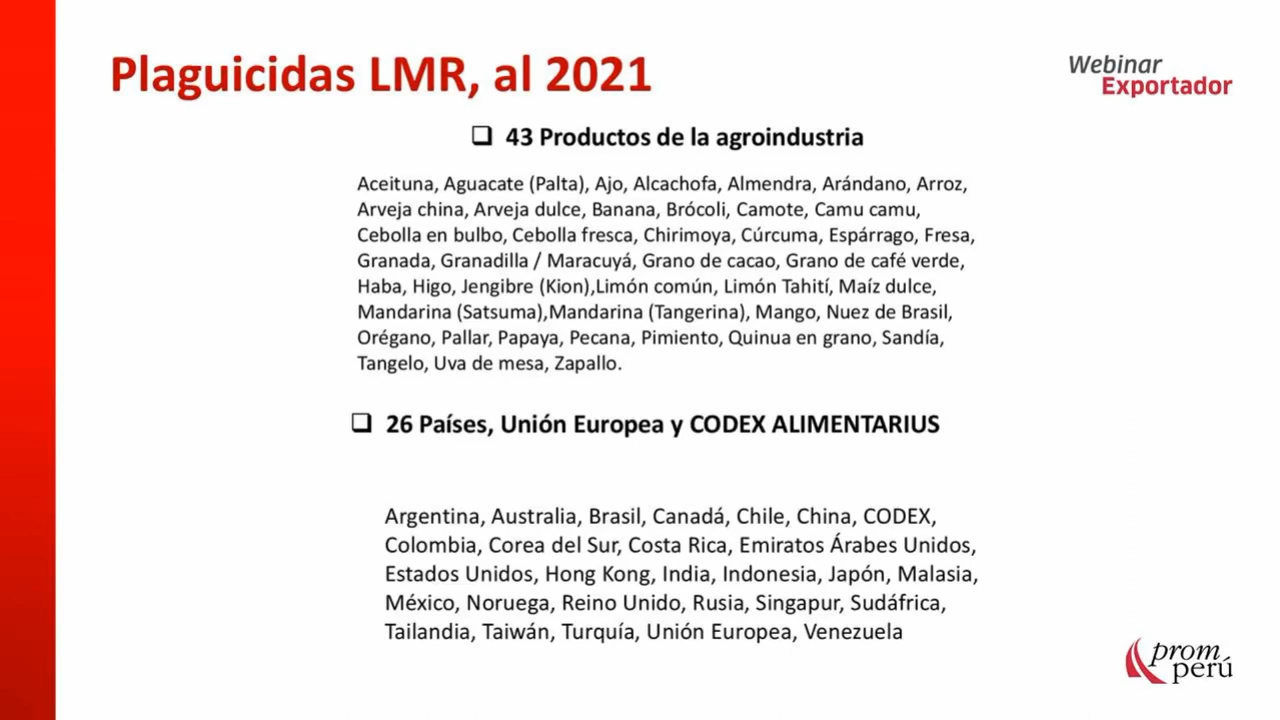 Plaguicidas LMR, al 2021
Webinar
Exportador
43 Productos de la agroindustria
Aceituna, Aguacate (Palta), Ajo, Alcachofa, Almendra, Arándano, Arroz,
Arveja china, Arveja dulce, Banana, Brócoli, Camote, Camu camu,
Cebolla en bulbo, Cebolla fresca, Chirimoya, Cúrcuma, Espárrago, Fresa,
Granada, Granadilla / Maracuyá, Grano de cacao, Grano de café verde,
Haba, Higo, Jengibre (Kion),Limón común, Limón Tahití, Maíz dulce,
Mandarina (Satsuma),Mandarina (Tangerina), Mango, Nuez de Brasil,
Orégano, Pallar, Papaya, Pecana, Pimiento, Quinua en grano, Sandía,
Tangelo, Uva de mesa, Zapallo.
26 Países, Unión Europea y CODEX ALIMENTARIUS
Argentina, Australia, Brasil, Canadá, Chile, China, CODEX,
Colombia, Corea del Sur, Costa Rica, Emiratos Árabes Unidos,
Estados Unidos, Hong Kong, India, Indonesia, Japón, Malasia,
México, Noruega, Reino Unido, Rusia, Singapur, Sudáfrica,
Tailandia, Taiwán, Turquía, Unión Europea, Venezuela
prom
perú